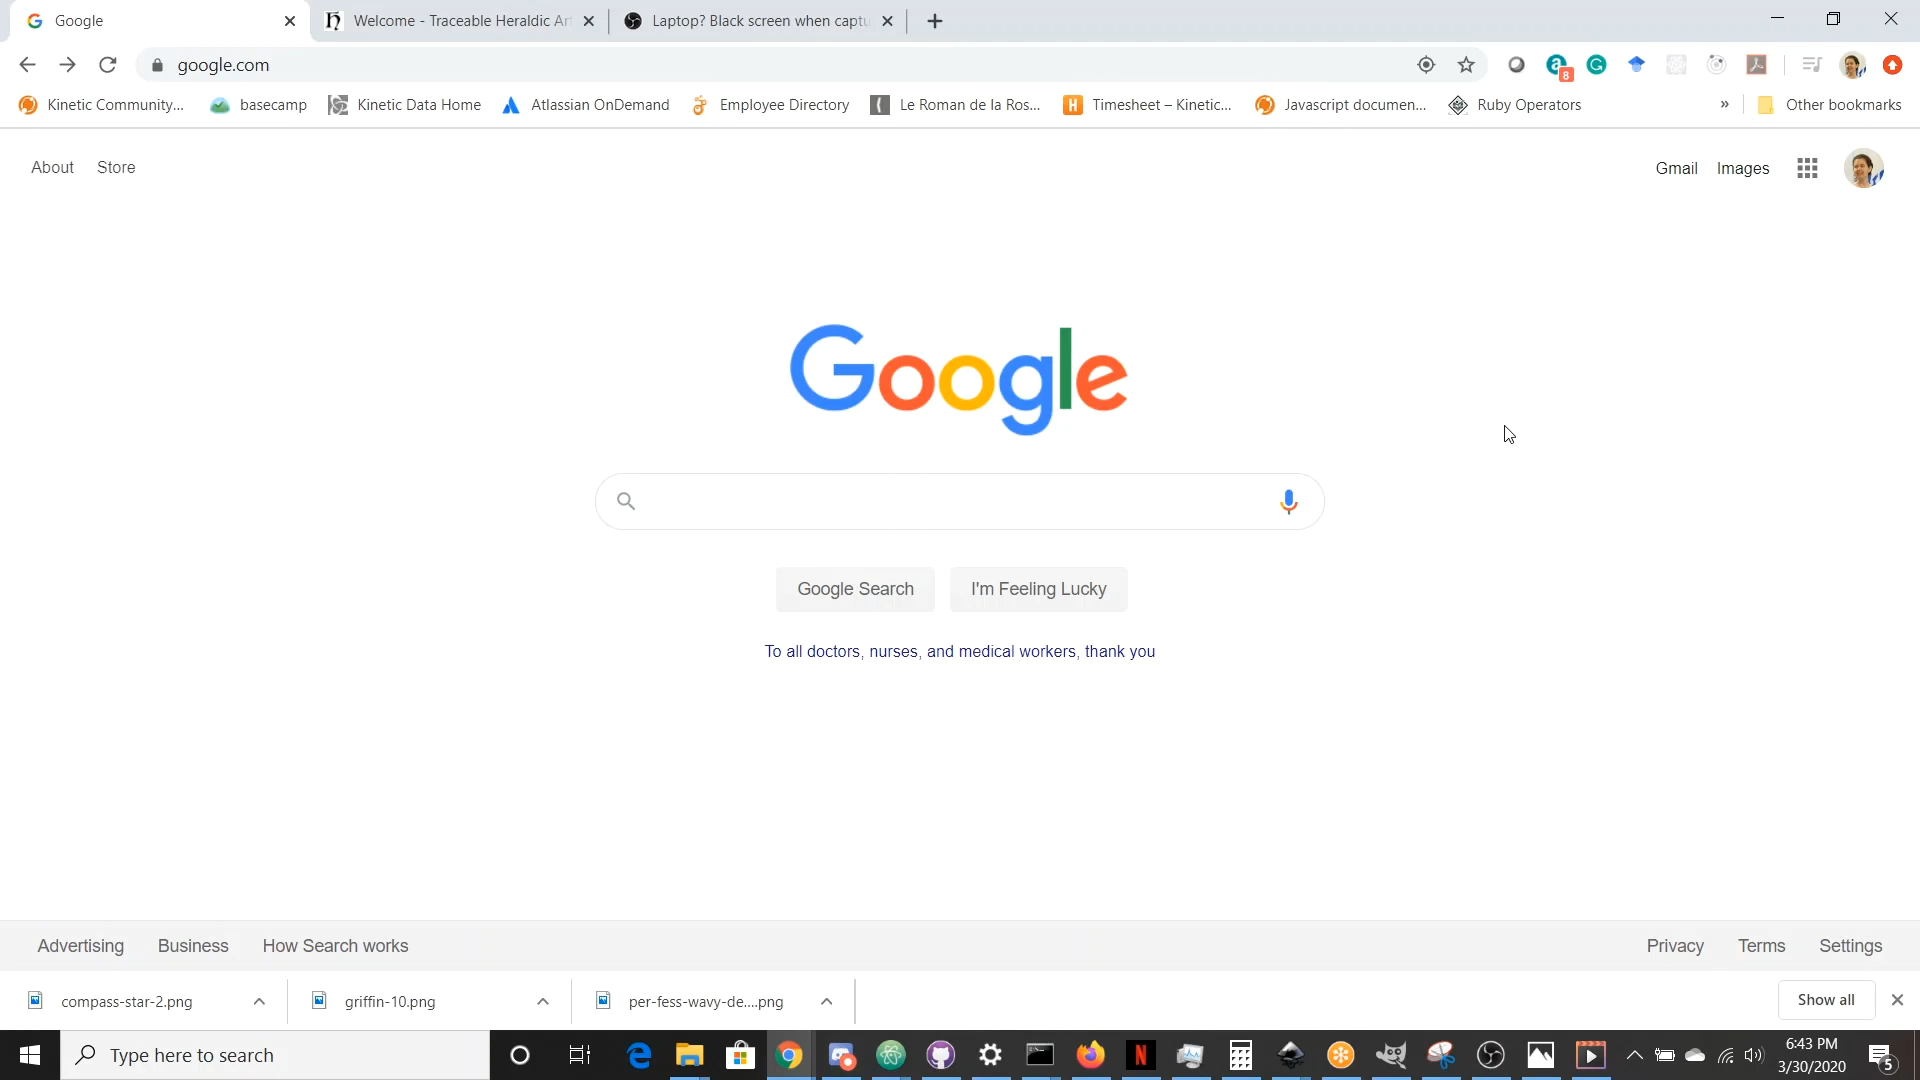 Google
Welcome - Traceable Heraldic Ar
Laptop? Black screen when captu
google.com
8
Kinetic Community...
basecamp
Kinetic Data Home
Atlassian OnDemand
Employee Directory
Le Roman de la Ros...
Timesheet – Kinetic...
Javascript documen...
Ruby Operators
»
Other bookmarks
About
Store
Gmail
Images
Google
Google Search
I'm Feeling Lucky
To all doctors, nurses, and medical workers, thank you
Advertising
Business
How Search works
Privacy
Terms
Settings
compass-star-2.png
griffin-10.png
per-fess-wavy-de....png
Show all
Type here to search
6:43 PM
3/30/2020
5